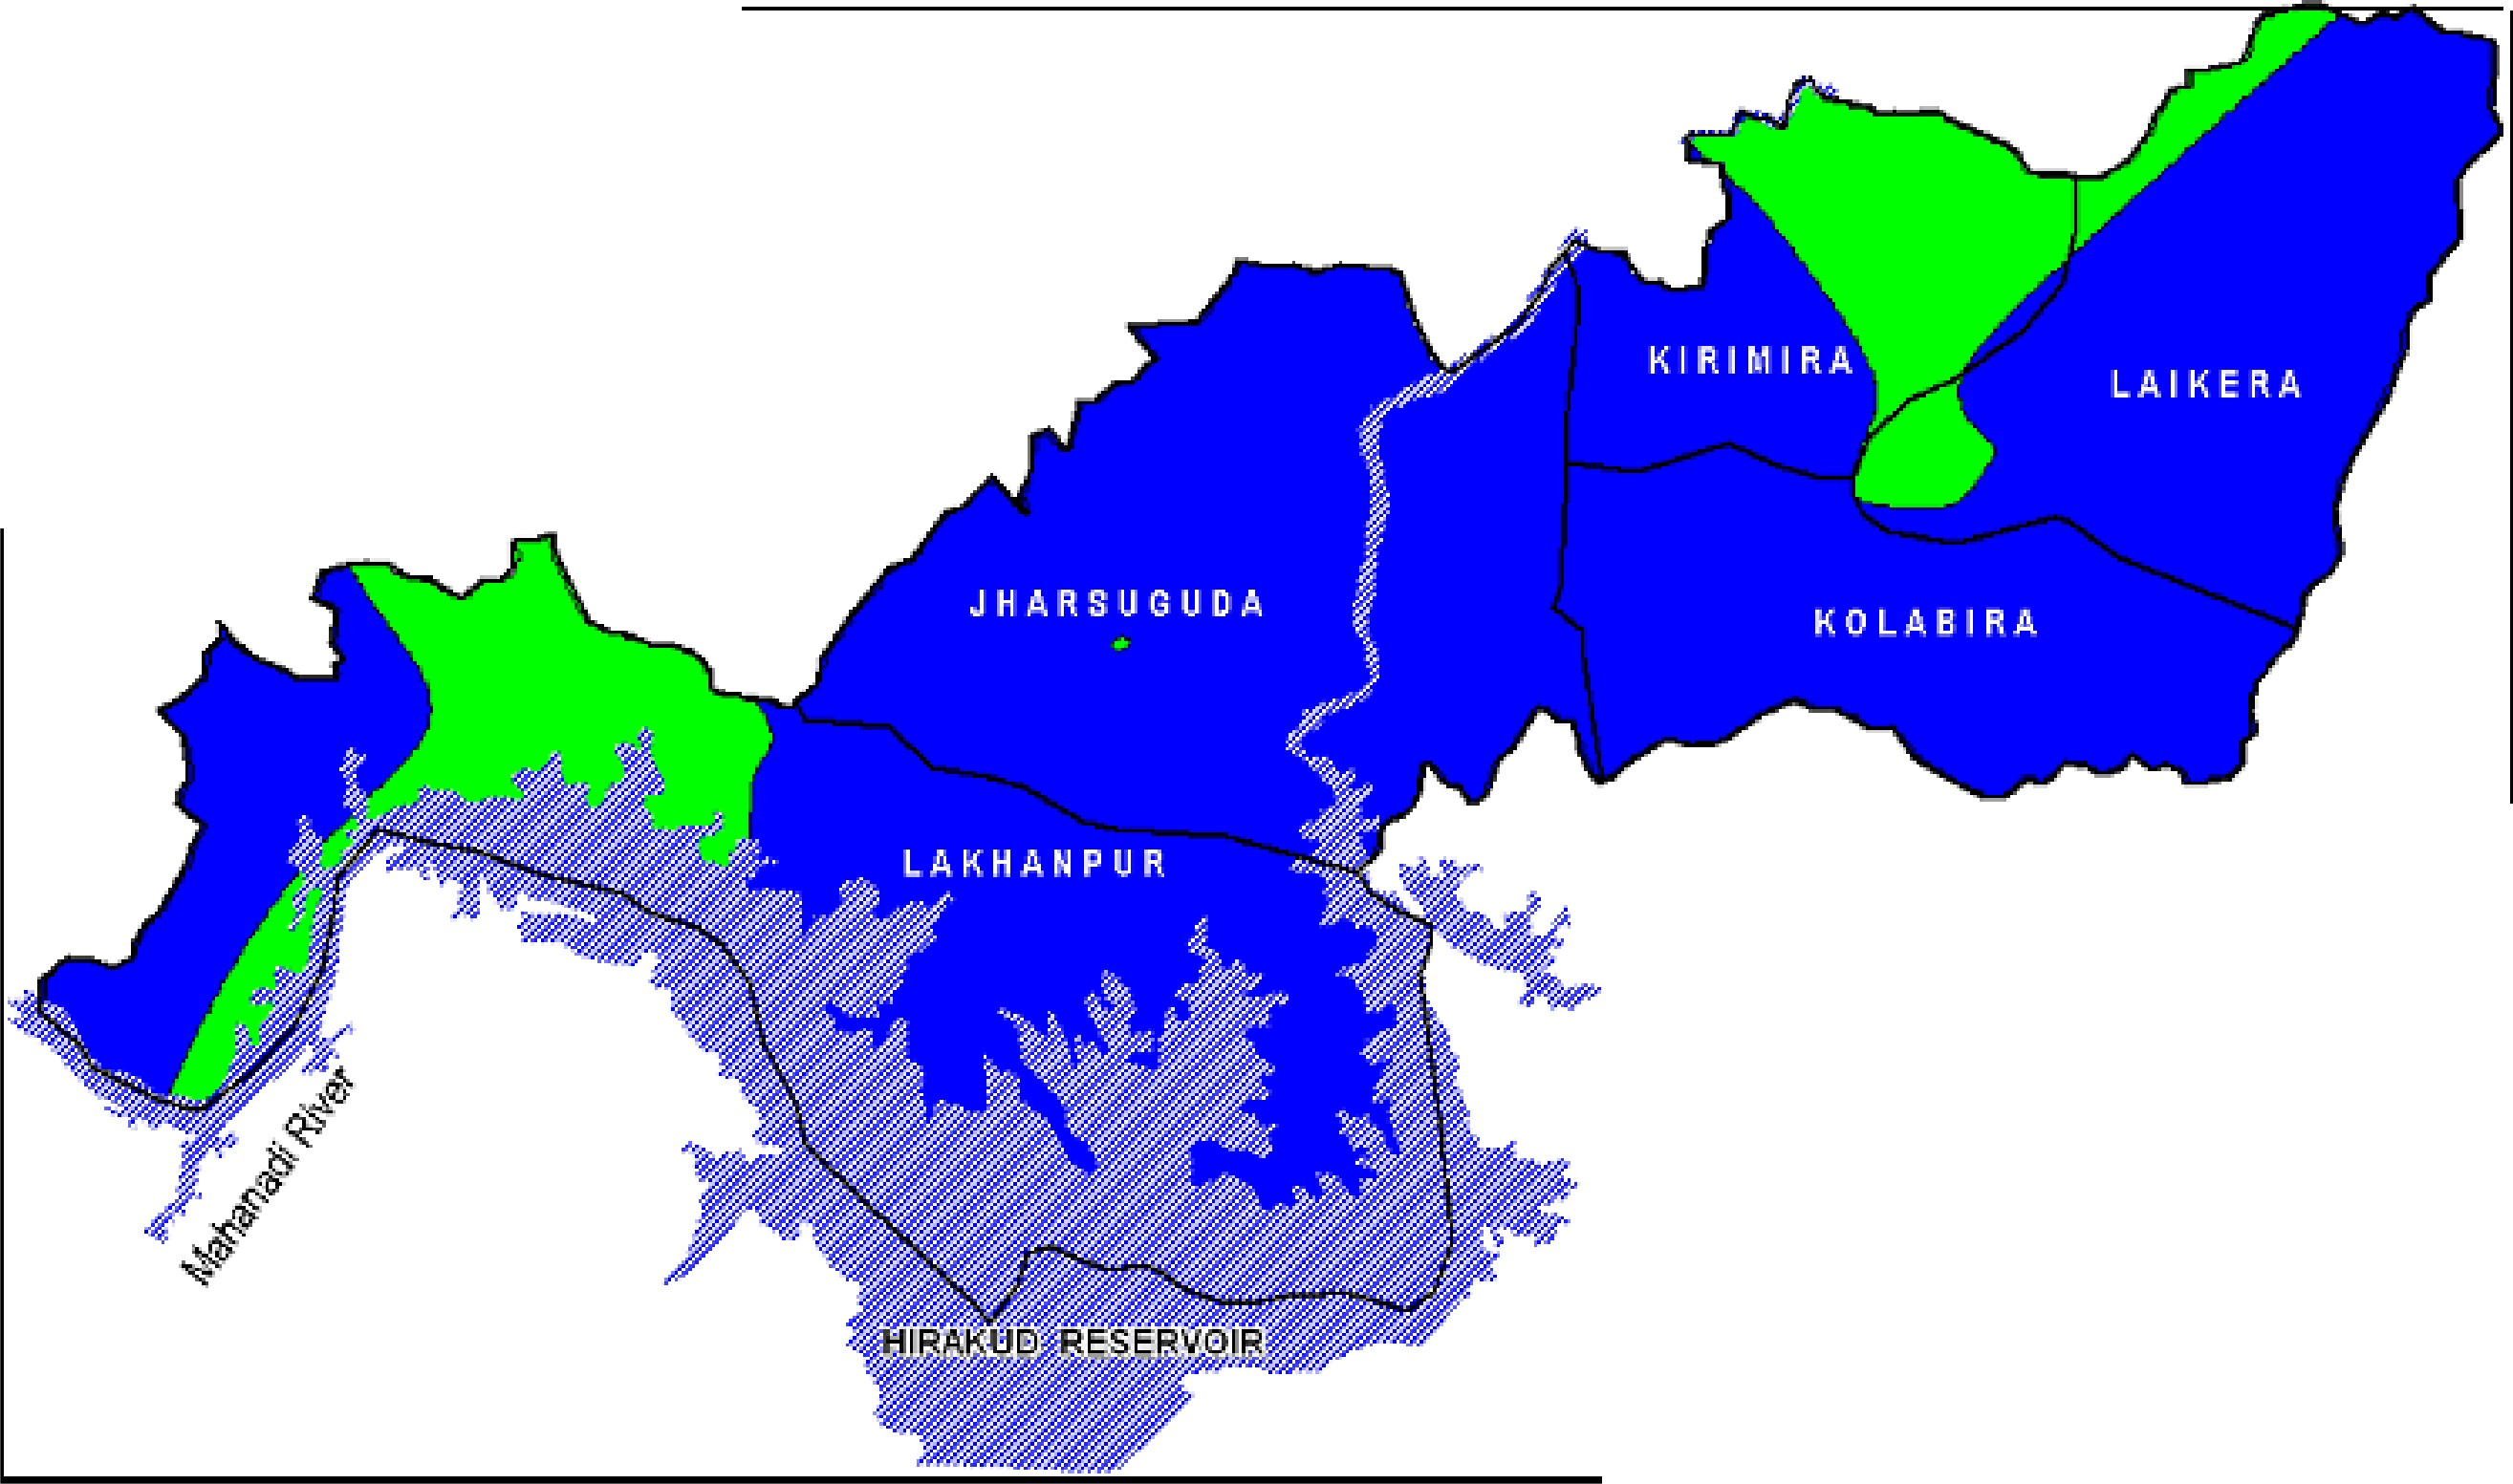 KIRIMIRA
LAIKERA
JHARSUGUDA
KOLABIRA
LAKHANPUR
Mahanadi River
HIRAKUD RESERVOIR